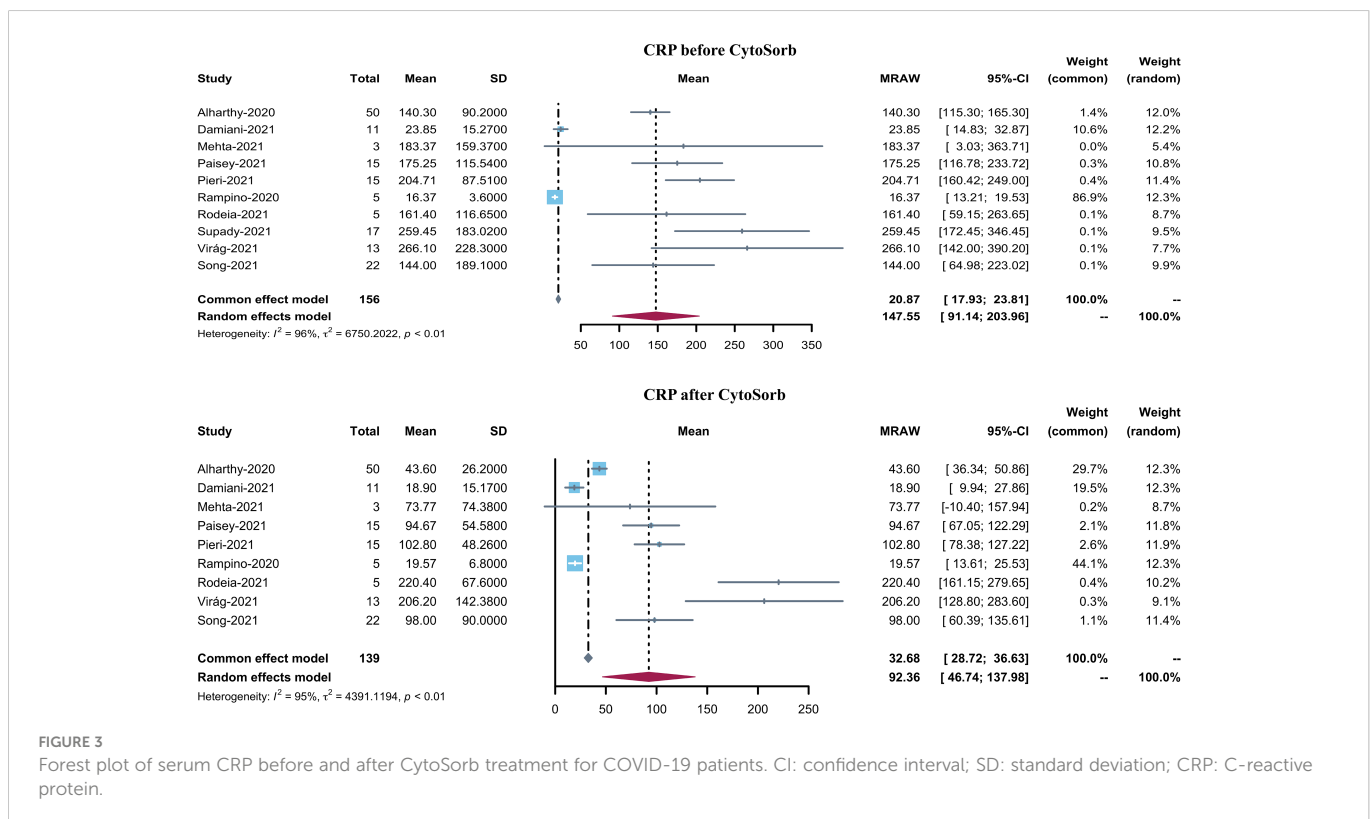 CRP before CytoSorb
Weight Weight
Study Total Mean SD Mean MRAW 95%-CI (common) (random)
Alharthy-2020 50 140.30 90.2000 140.30 [115.30; 165.30] 1.4% 12.0%
Damiani-2021 11 23.85 15.2700 23.85 [ 14.83; 32.87] 10.6% 12.2%
Mehta-2021 3 183.37 159.3700 183.37 [ 3.03; 363.71] 0.0% 5.4%
Paisey-2021 15 175.25 115.5400 175.25 [116.78; 233.72] 0.3% 10.8%
Pieri-2021 15 204.71 87.5100 204.71 [160.42; 249.00] 0.4% 11.4%
Rampino-2020 5 16.37 3.6000 16.37 [ 13.21; 19.53] 86.9% 12.3%
Rodeia-2021 5 161.40 116.6500 161.40 [ 59.15; 263.65] 0.1% 8.7%
Supady-2021 17 259.45 183.0200 259.45 [172.45; 346.45] 0.1% 9.5%
Virág-2021 13 266.10 228.3000 266.10 [142.00; 390.20] 0.1% 7.7%
Song-2021 22 144.00 189.1000 144.00 [ 64.98; 223.02] 0.1% 9.9%
Common effect model 156 20.87 [ 17.93; 23.81] 100.0% --
Random effects model 147.55 [ 91.14; 203.96] -- 100.0%
Heterogeneity: I² = 96%, τ² = 6750.2022, p < 0.01
50 100 150 200 250 300 350
CRP after CytoSorb
Weight Weight
Study Total Mean SD Mean MRAW 95%-CI (common) (random)
Alharthy-2020 50 43.60 26.2000 43.60 [ 36.34; 50.86] 29.7% 12.3%
Damiani-2021 11 18.90 15.1700 18.90 [ 9.94; 27.86] 19.5% 12.3%
Mehta-2021 3 73.77 74.3800 73.77 [-10.40; 157.94] 0.2% 8.7%
Paisey-2021 15 94.67 54.5800 94.67 [ 67.05; 122.29] 2.1% 11.8%
Pieri-2021 15 102.80 48.2600 102.80 [ 78.38; 127.22] 2.6% 11.9%
Rampino-2020 5 19.57 6.8000 19.57 [ 13.61; 25.53] 44.1% 12.3%
Rodeia-2021 5 220.40 67.6000 220.40 [161.15; 279.65] 0.4% 10.2%
Virág-2021 13 206.20 142.3800 206.20 [128.80; 283.60] 0.3% 9.1%
Song-2021 22 98.00 90.0000 98.00 [ 60.39; 135.61] 1.1% 11.4%
Common effect model 139 32.68 [ 28.72; 36.63] 100.0% --
Random effects model 92.36 [ 46.74; 137.98] -- 100.0%
Heterogeneity: I² = 95%, τ² = 4391.1194, p < 0.01
0 50 100 150 200 250
FIGURE 3
Forest plot of serum CRP before and after CytoSorb treatment for COVID-19 patients. CI: confidence interval; SD: standard deviation; CRP: C-reactive
protein.